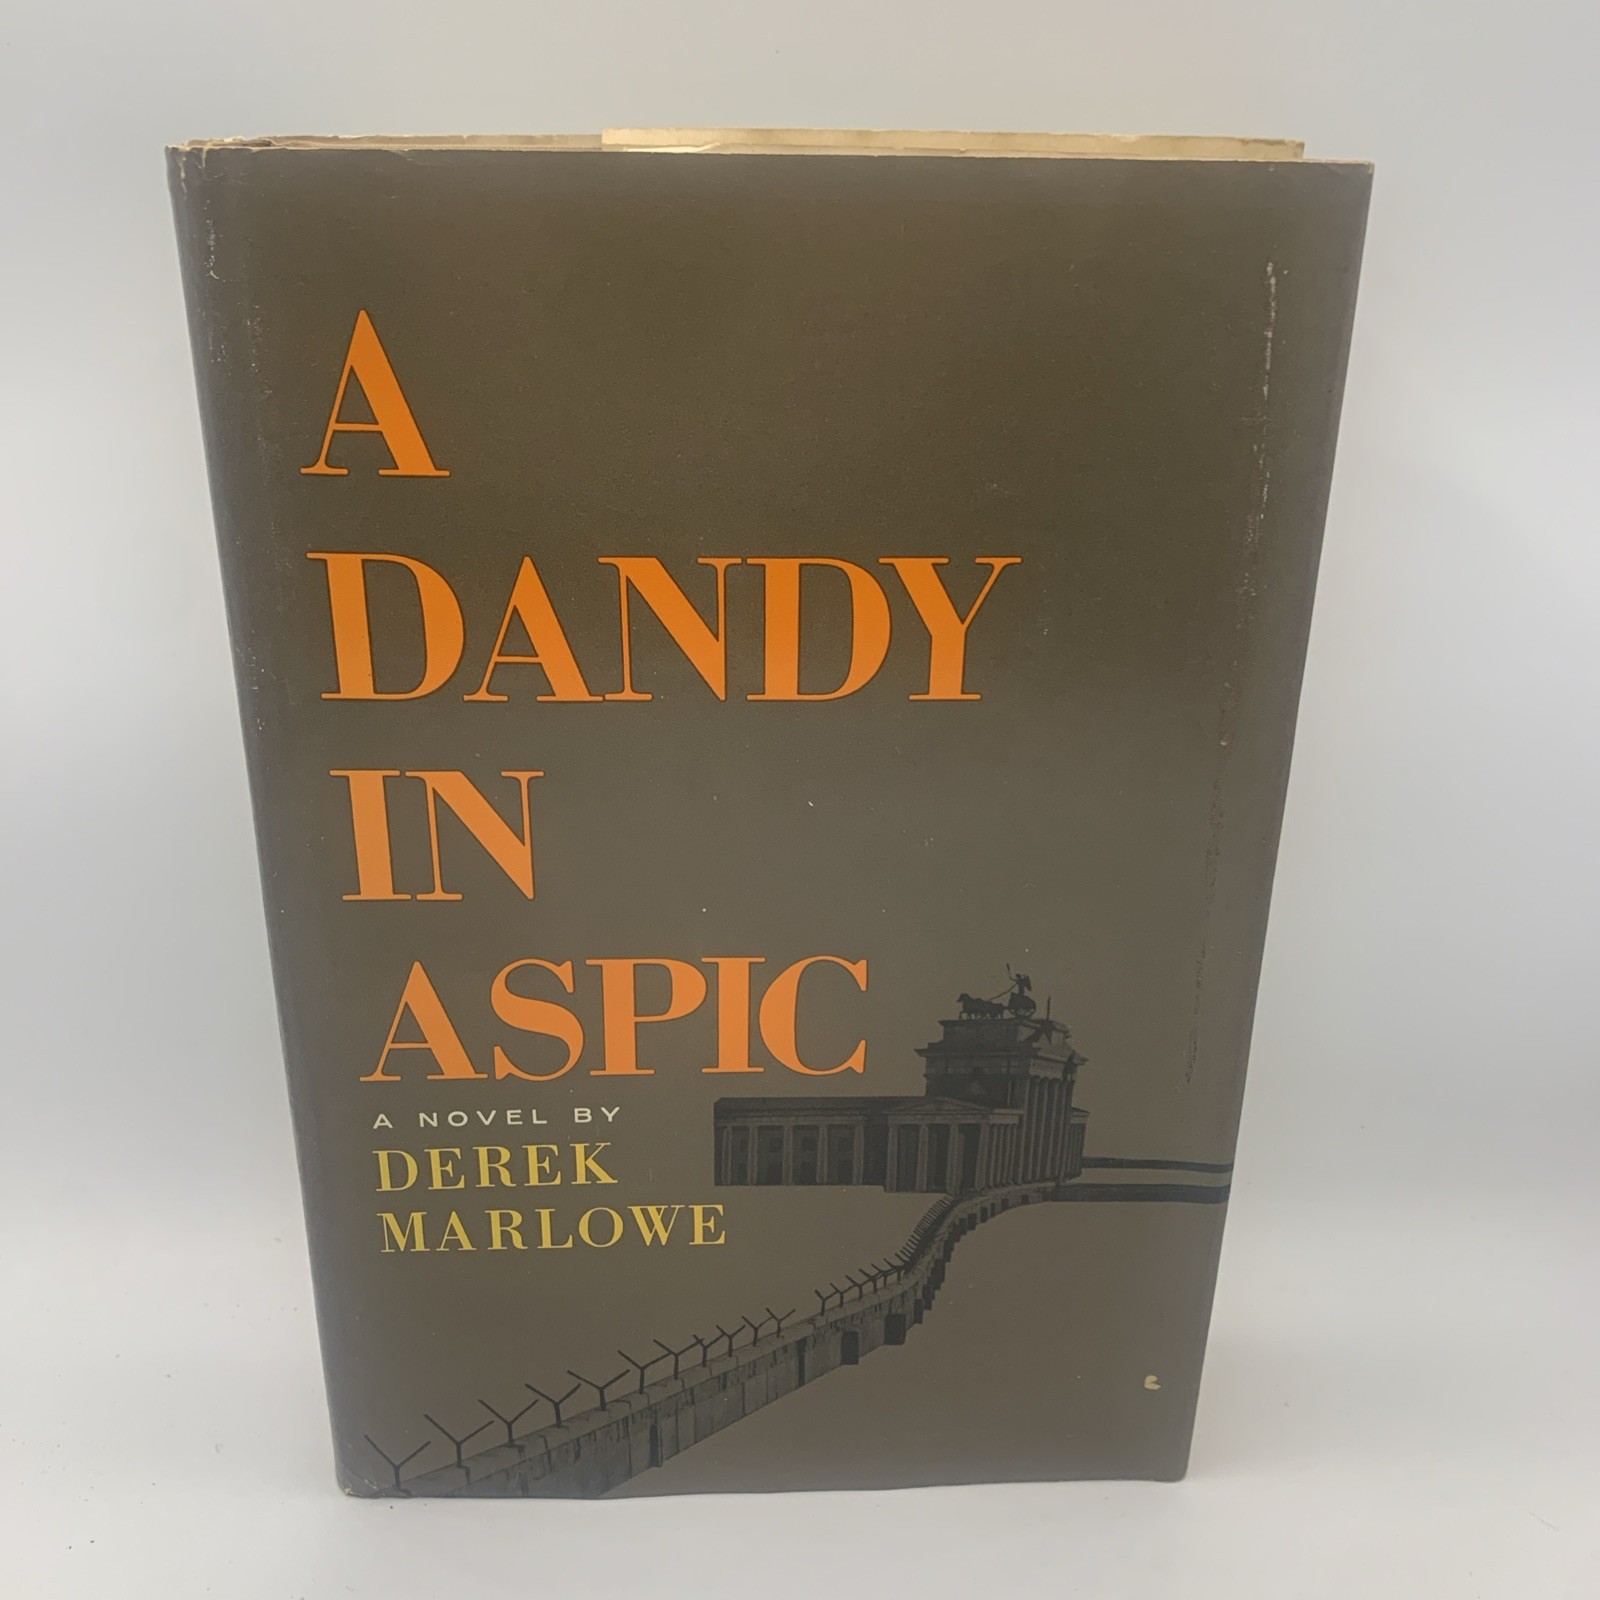 A
DANDY
IN
ASPIC
A NOVEL BY
DEREK
MARLOWE